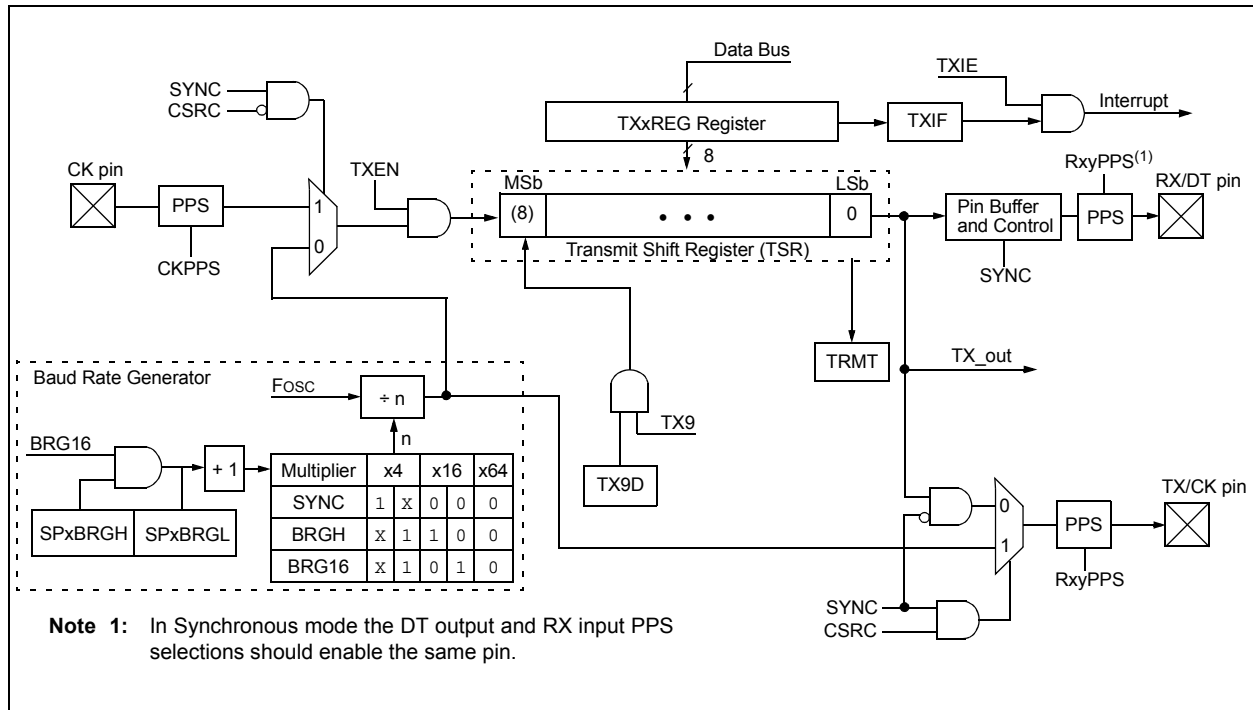 Data Bus
TXIE
SYNC
CSRC
Interrupt
TXxREG Register
TXIF
8
CK pin
TXEN
RxyPPS(1)
RX/DT pin
MSb
LSb
PPS
1
(8)
• • •
0
Pin Buffer
and Control
PPS
0
Transmit Shift Register (TSR)
CKPPS
SYNC
TRMT
TX_out
Baud Rate Generator
FOSC
÷ n
n
TX9
BRG16
+ 1
Multiplier x4 x16 x64
TX9D
SYNC 1 X 0 0 0
SPxBRGH SPxBRGL
BRGH X 1 1 0 0
BRG16 X 1 0 1 0
0
1
PPS
TX/CK pin
RxyPPS
SYNC
CSRC
Note 1: In Synchronous mode the DT output and RX input PPS
selections should enable the same pin.